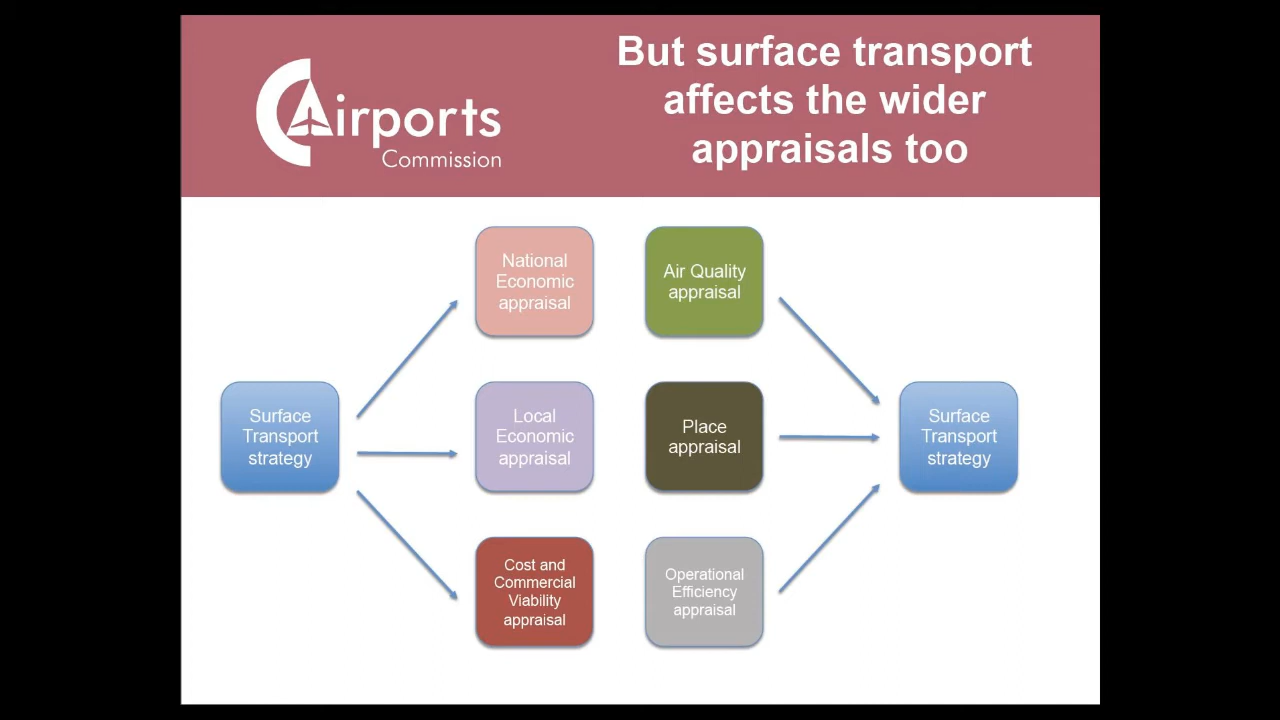 But surface transport
affects the wider
appraisals too
Airports
Commission
National
Economic
appraisal
Air Quality
appraisal
Surface
Transport
strategy
Local
Economic
appraisal
Place
appraisal
Surface
Transport
strategy
Cost and
Commercial
Viability
appraisal
Operational
Efficiency
appraisal